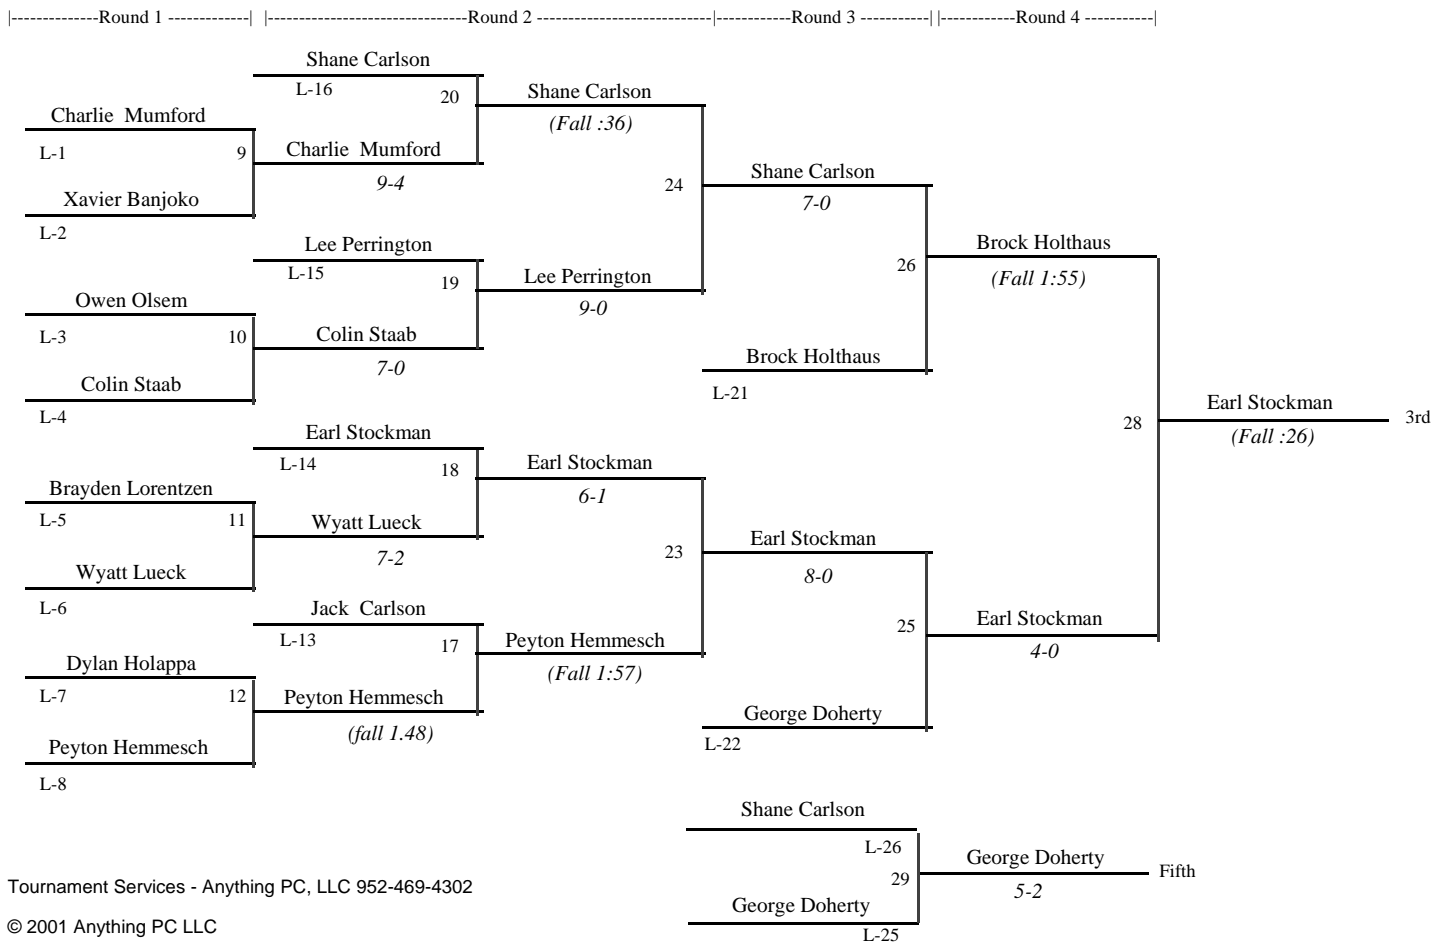 |--------------Round 1 -------------| |--------------------------------Round 2 ----------------------------|------------Round 3 -----------| |------------Round 4 -----------|
Shane Carlson
L-16
20
Shane Carlson
(Fall :36)
Charlie  Mumford
L-1
9
Charlie  Mumford
9-4
24
Shane Carlson
7-0
Xavier Banjoko
L-2
Lee Perrington
L-15
19
Lee Perrington
9-0
26
Brock Holthaus
(Fall 1:55)
Owen Olsem
L-3
10
Colin Staab
7-0
Brock Holthaus
L-21
Colin Staab
L-4
28
Earl Stockman
3rd
(Fall :26)
Earl Stockman
L-14
18
Earl Stockman
6-1
Brayden Lorentzen
L-5
11
Wyatt Lueck
7-2
23
Earl Stockman
8-0
Wyatt Lueck
L-6
Jack  Carlson
L-13
17
Peyton Hemmesch
(Fall 1:57)
25
Earl Stockman
4-0
Dylan Holappa
L-7
12
Peyton Hemmesch
(fall 1.48)
George Doherty
L-22
Peyton Hemmesch
L-8
Shane Carlson
L-26
29
George Doherty
Fifth
5-2
George Doherty
L-25
Tournament Services - Anything PC, LLC 952-469-4302
© 2001 Anything PC LLC